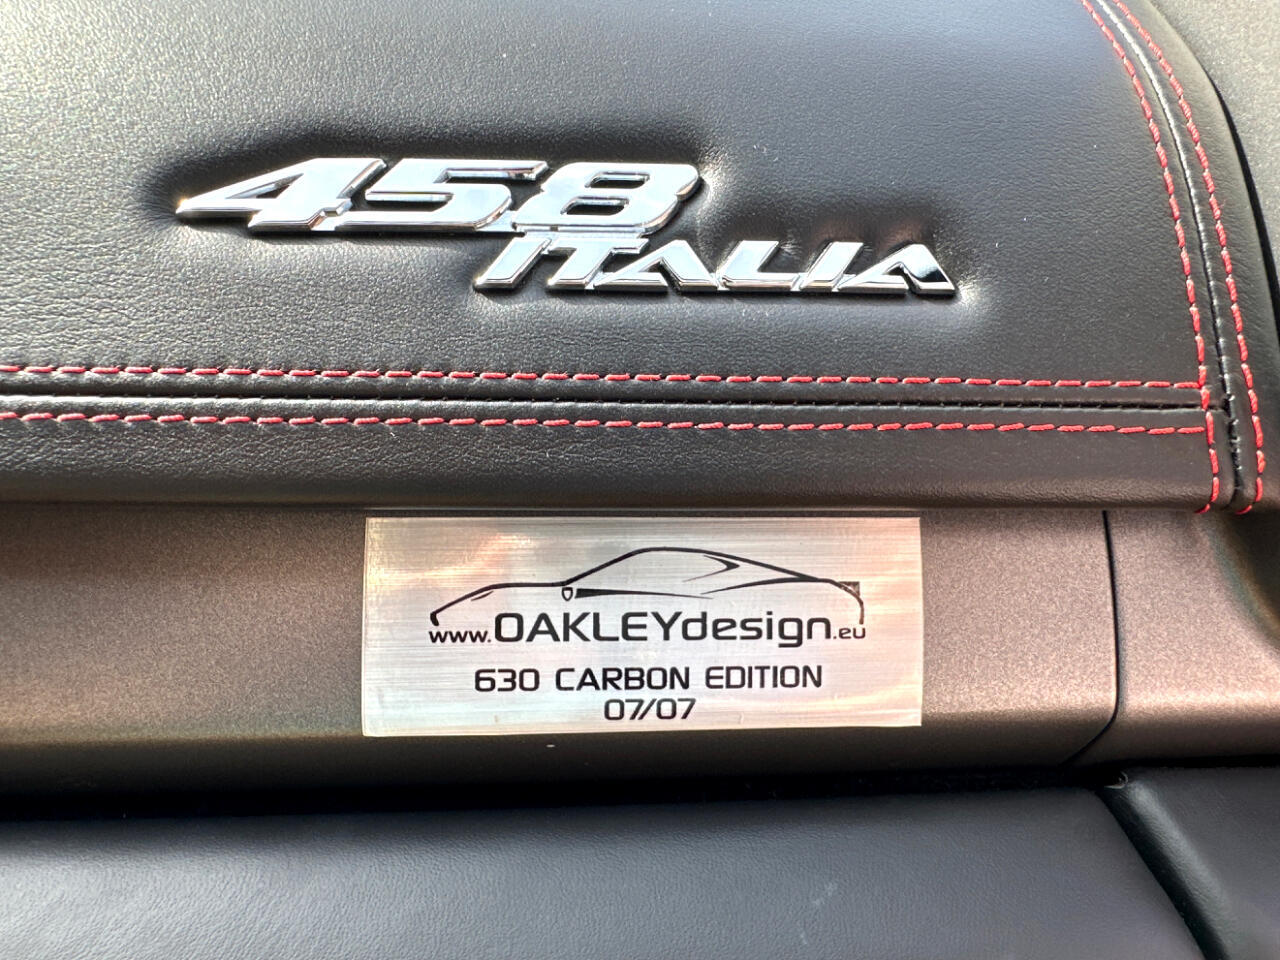 458
ITALIA
www.OAKLEYdesign.eu
630 CARBON EDITION
07/07